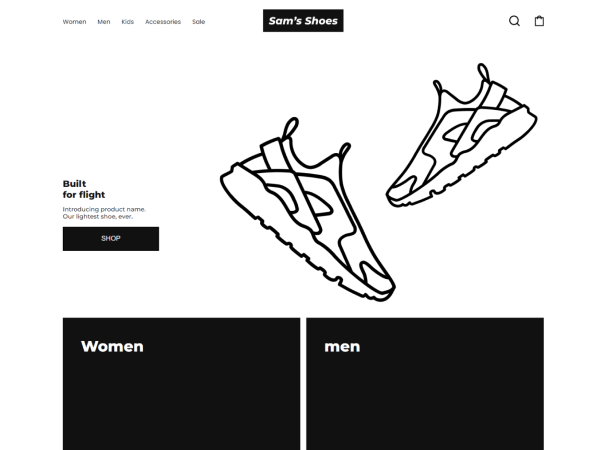 Women Men Kids Accessories Sale
Sam's Shoes
Built
for flight
Introducing product name.
Our lightest shoe, ever.
SHOP
Women
men